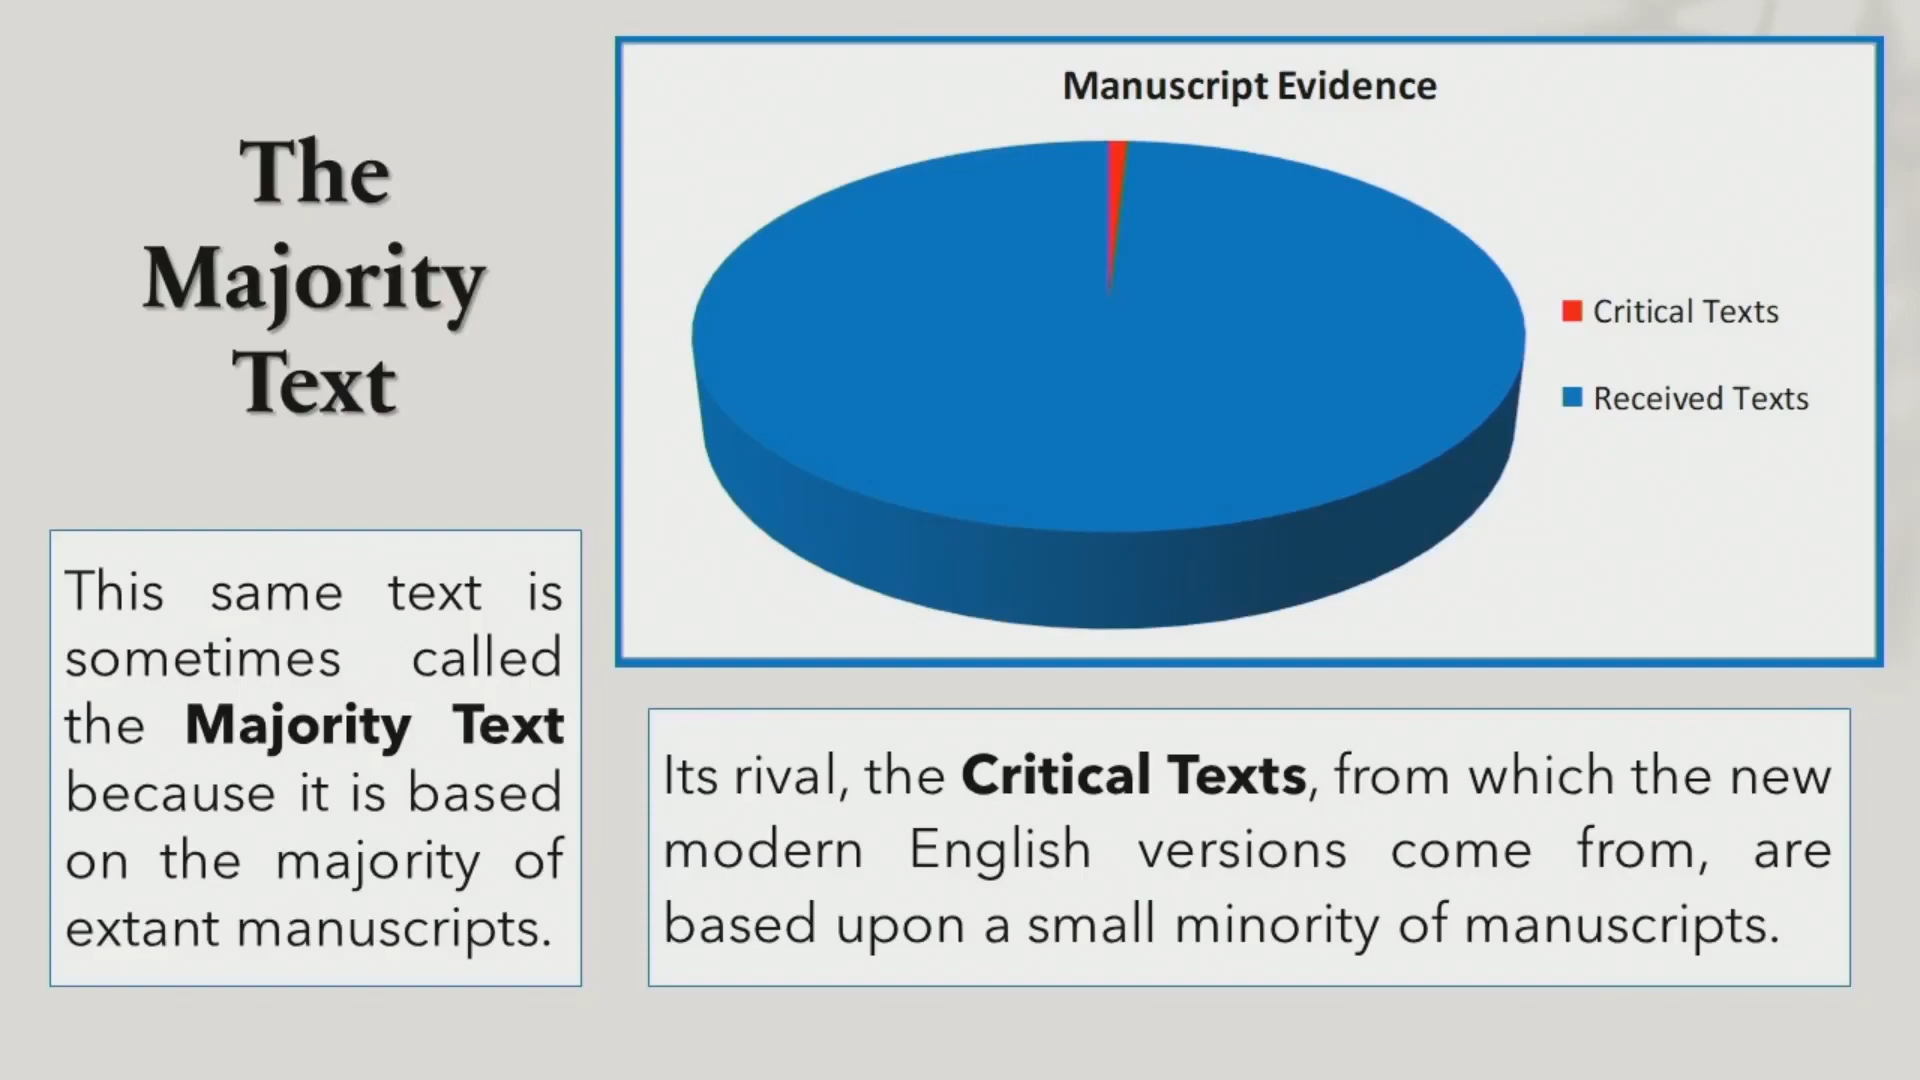 The
Majority
Text
Manuscript Evidence
Critical Texts
Received Texts
This same text is
sometimes called
the Majority Text
because it is based
on the majority of
extant manuscripts.
Its rival, the Critical Texts, from which the new
modern English versions come from, are
based upon a small minority of manuscripts.